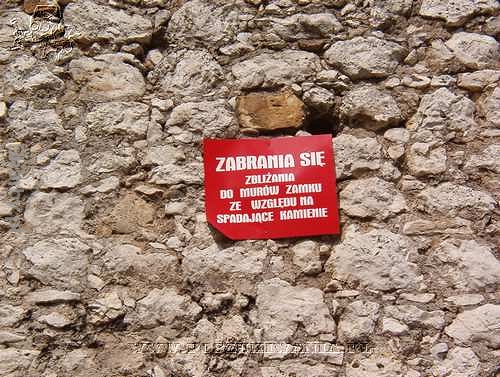 ZABRANIA SIĘ
ZBLIŻANIA
DO MURÓW ZAMKU
ZE WZGLĘDU NA
SPADAJĄCE KAMIENIE